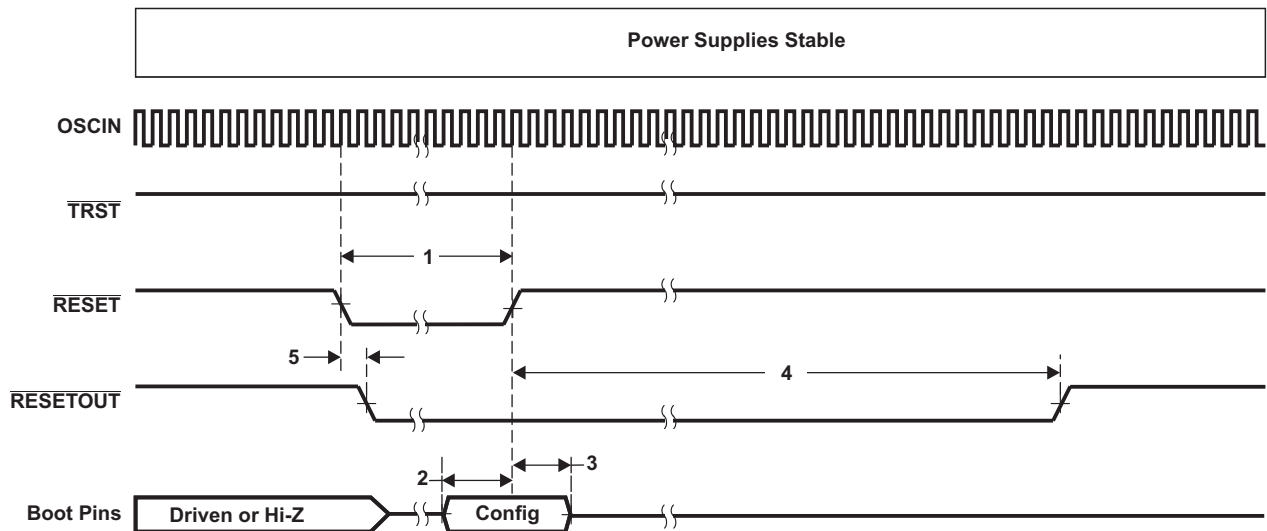 Power Supplies Stable
OSCIN
TRST
1
RESET
5
4
RESETOUT
2
3
Boot Pins Driven or Hi-Z Config